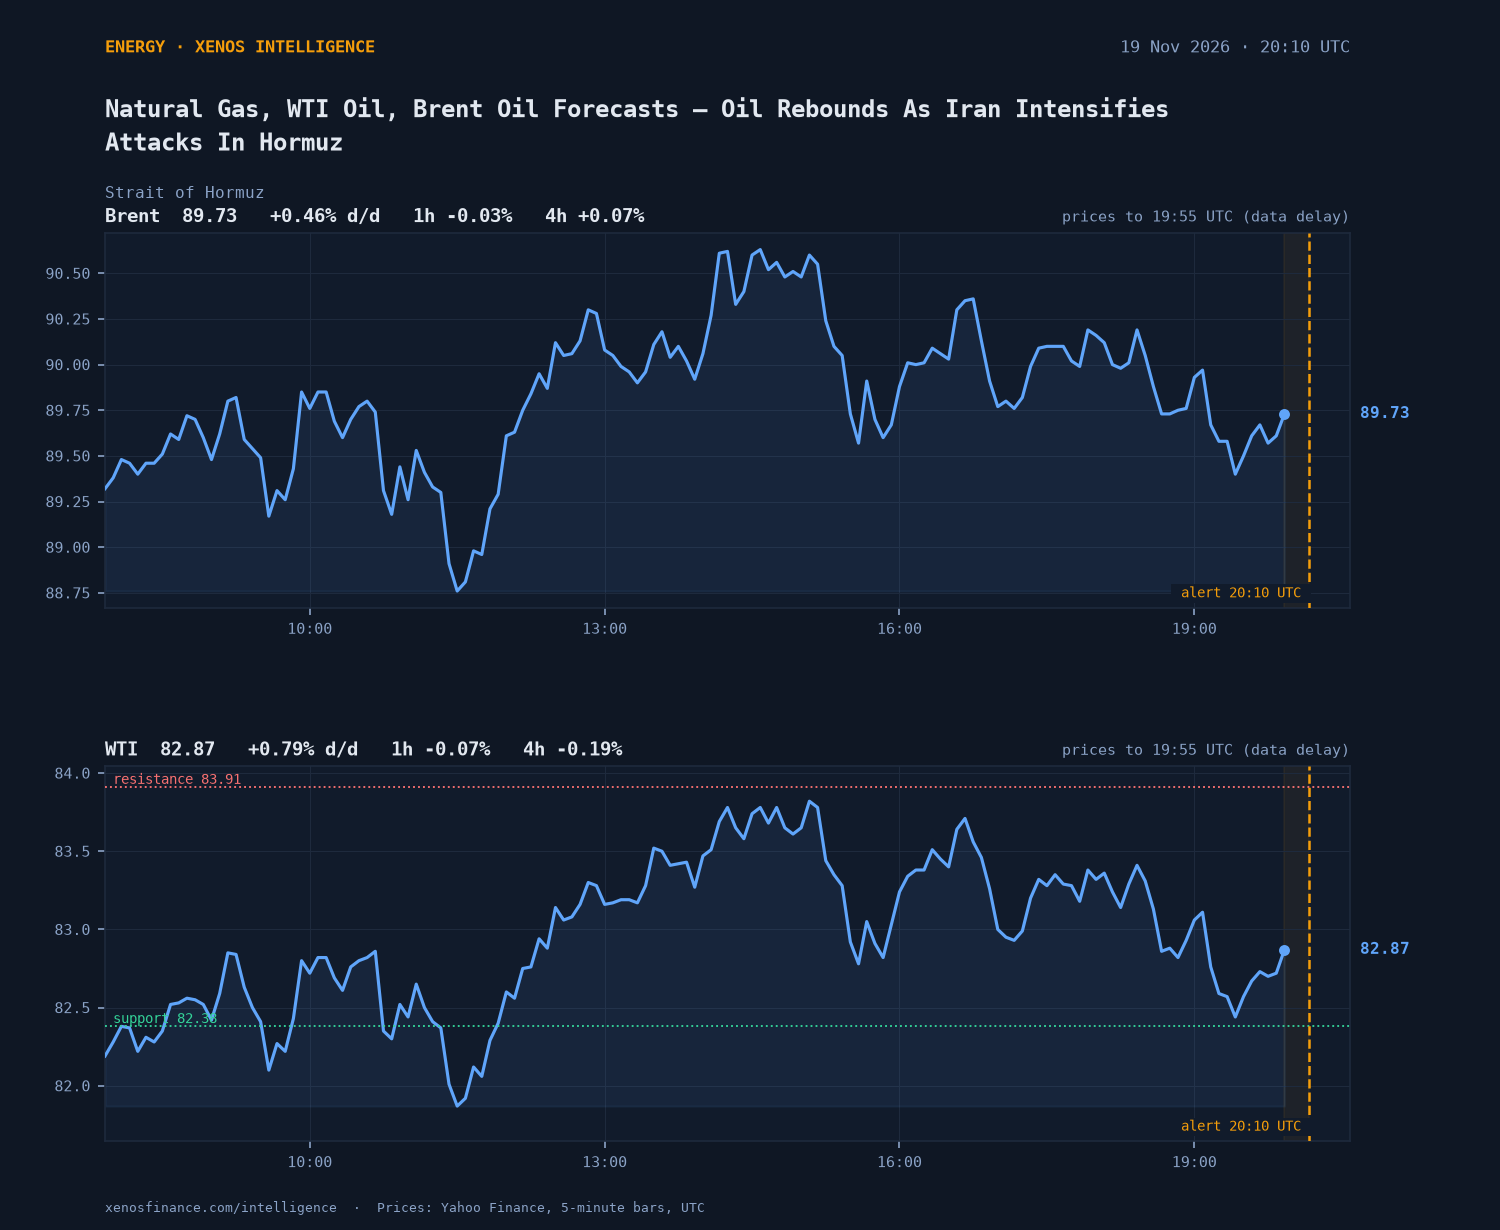 ENERGY · XENOS INTELLIGENCE
19 Nov 2026 · 20:10 UTC
Natural Gas, WTI Oil, Brent Oil Forecasts – Oil Rebounds As Iran Intensifies
Attacks In Hormuz
Strait of Hormuz
Brent 89.73 +0.46% d/d 1h -0.03% 4h +0.07%
prices to 19:55 UTC (data delay)
90.50
90.25
90.00
89.75
89.50
89.25
89.00
88.75
89.73
alert 20:10 UTC
10:00 13:00 16:00 19:00
WTI 82.87 +0.79% d/d 1h -0.07% 4h -0.19%
prices to 19:55 UTC (data delay)
84.0
83.5
83.0
82.5
82.0
resistance 83.91
82.87
support 82.38
alert 20:10 UTC
10:00 13:00 16:00 19:00
xenosfinance.com/intelligence · Prices: Yahoo Finance, 5-minute bars, UTC